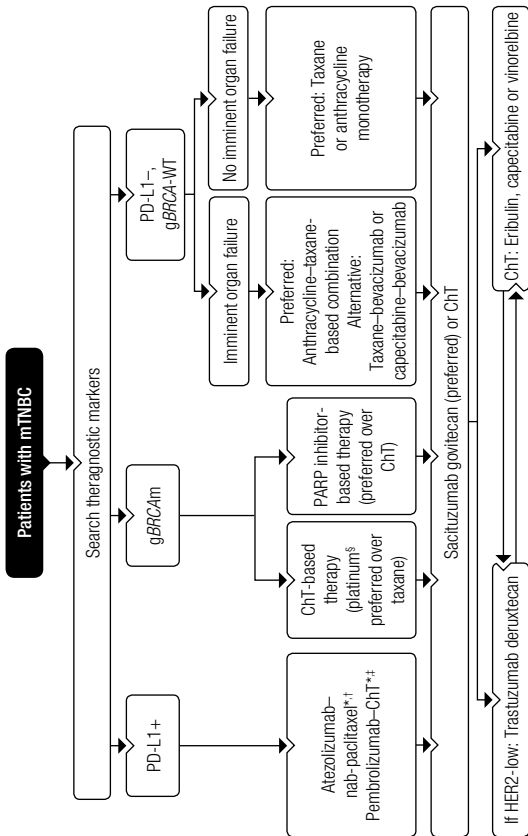 Patients with mTNBC
Search theragnostic markers
PD-L1+
gBRCAm
PD-L1–,
gBRCA-WT
Imminent organ failure
No imminent organ failure
Atezolizumab–
nab-paclitaxel*,†
Pembrolizumab–ChT*,‡
ChT-based
therapy
(platinum§
preferred over
taxane)
PARP inhibitor-
based therapy
(preferred over
ChT)
Preferred:
Anthracycline–taxane-
based combination
Alternative:
Taxane–bevacizumab or
capecitabine–bevacizumab
Preferred: Taxane
or anthracycline
monotherapy
Sacituzumab govitecan (preferred) or ChT
If HER2-low: Trastuzumab deruxtecan
ChT: Eribulin, capecitabine or vinorelbine